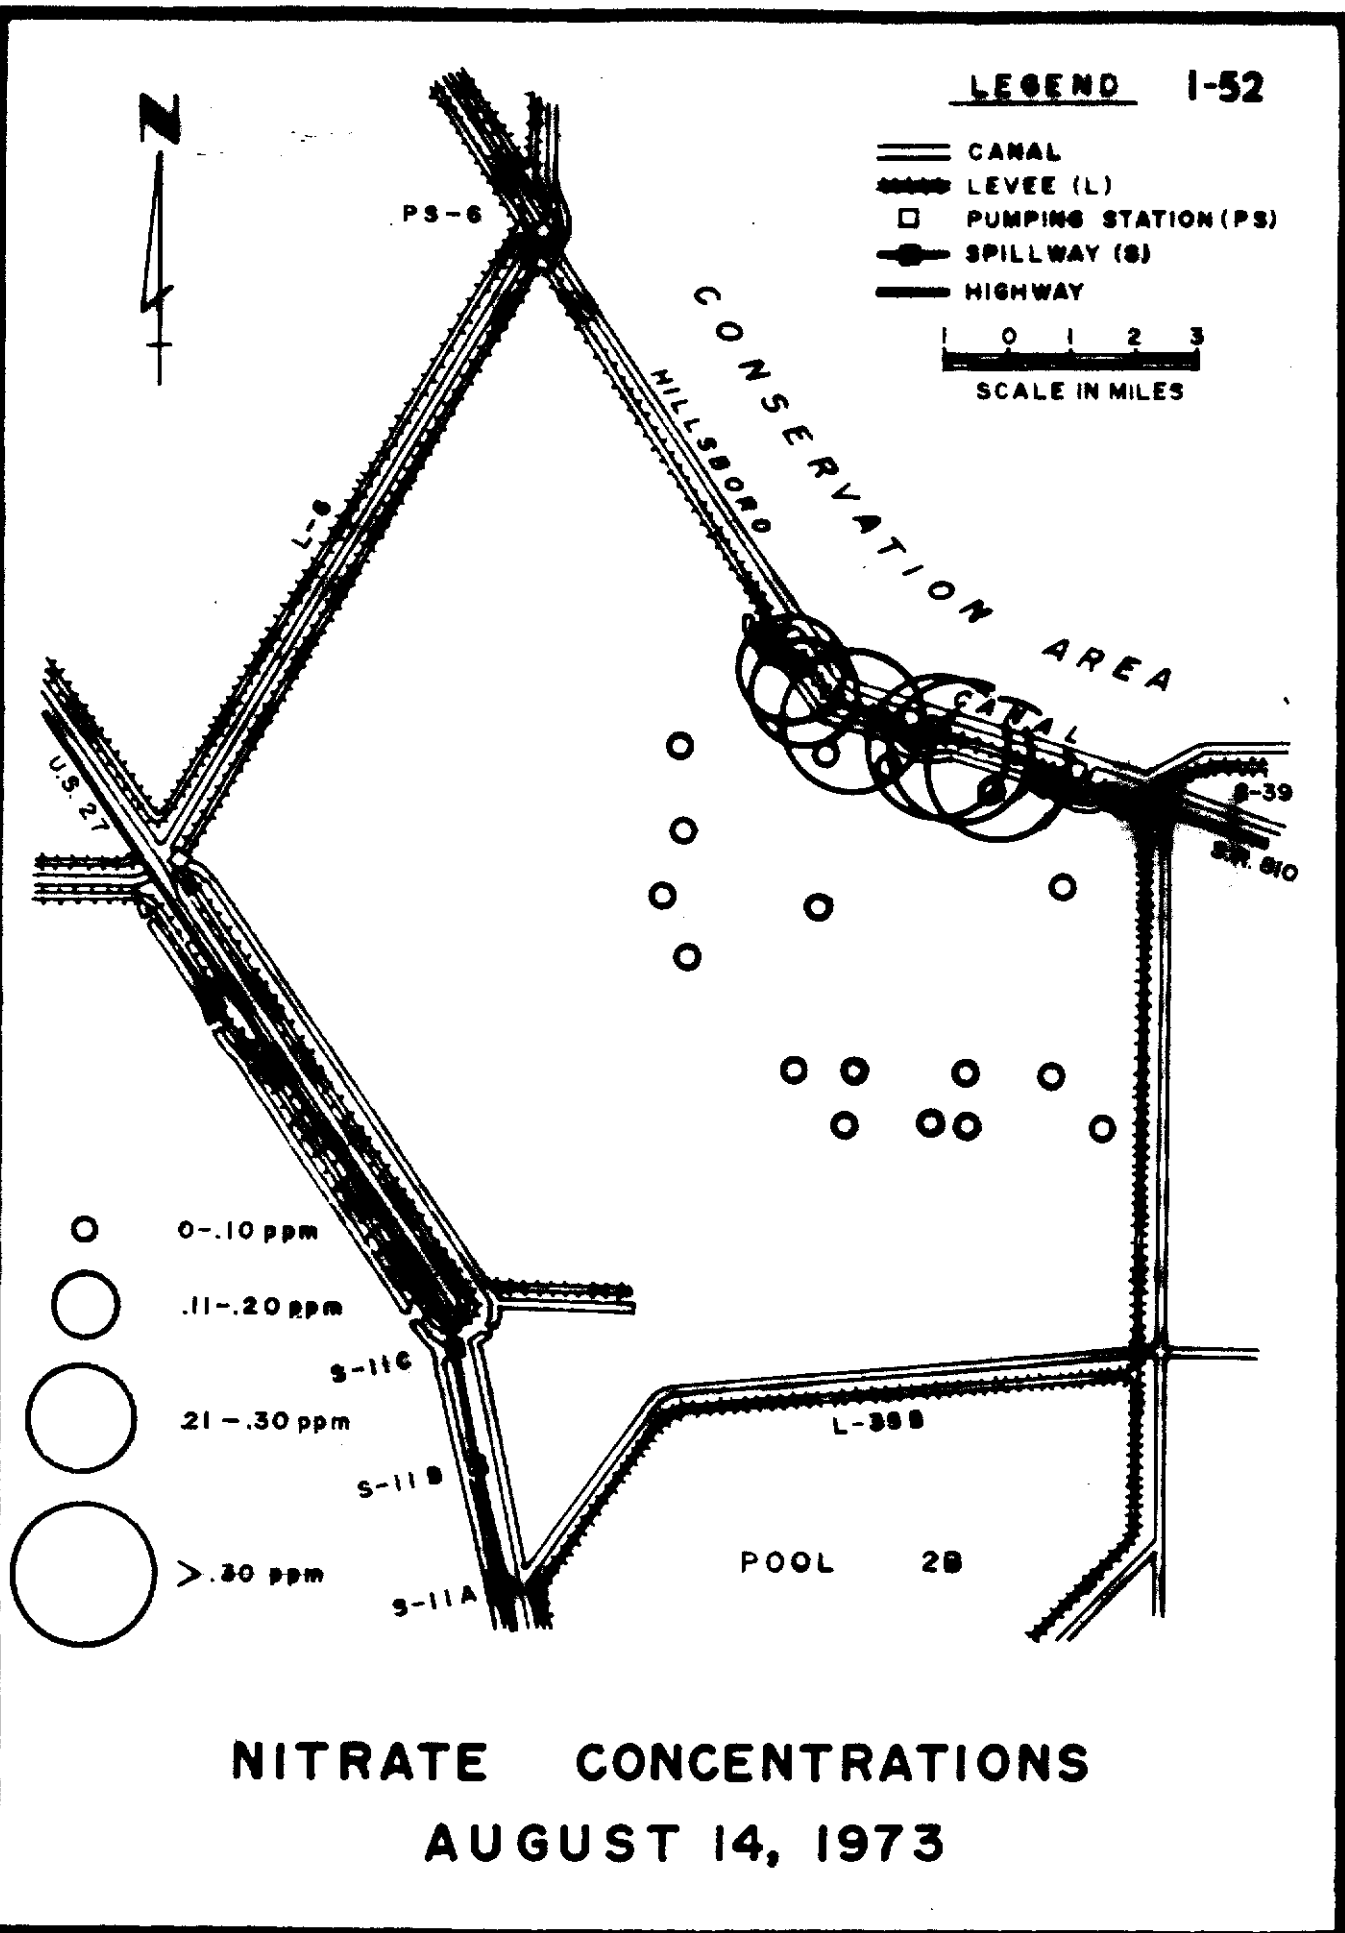 LEGEND 1-52
N
CANAL
LEVEE (L)
PUMPING STATION (PS)
SPILLWAY (S)
HIGHWAY
1 0 1 2 3
SCALE IN MILES
PS-6
CONSERVATION AREA
HILLSBORO
CANAL
L-6
U.S. 27
S-39
S.R. 810
0-.10 ppm
.11-.20 ppm
.21-.30 ppm
>.30 ppm
S-11C
S-11B
S-11A
POOL 2B
NITRATE CONCENTRATIONS
AUGUST 14, 1973